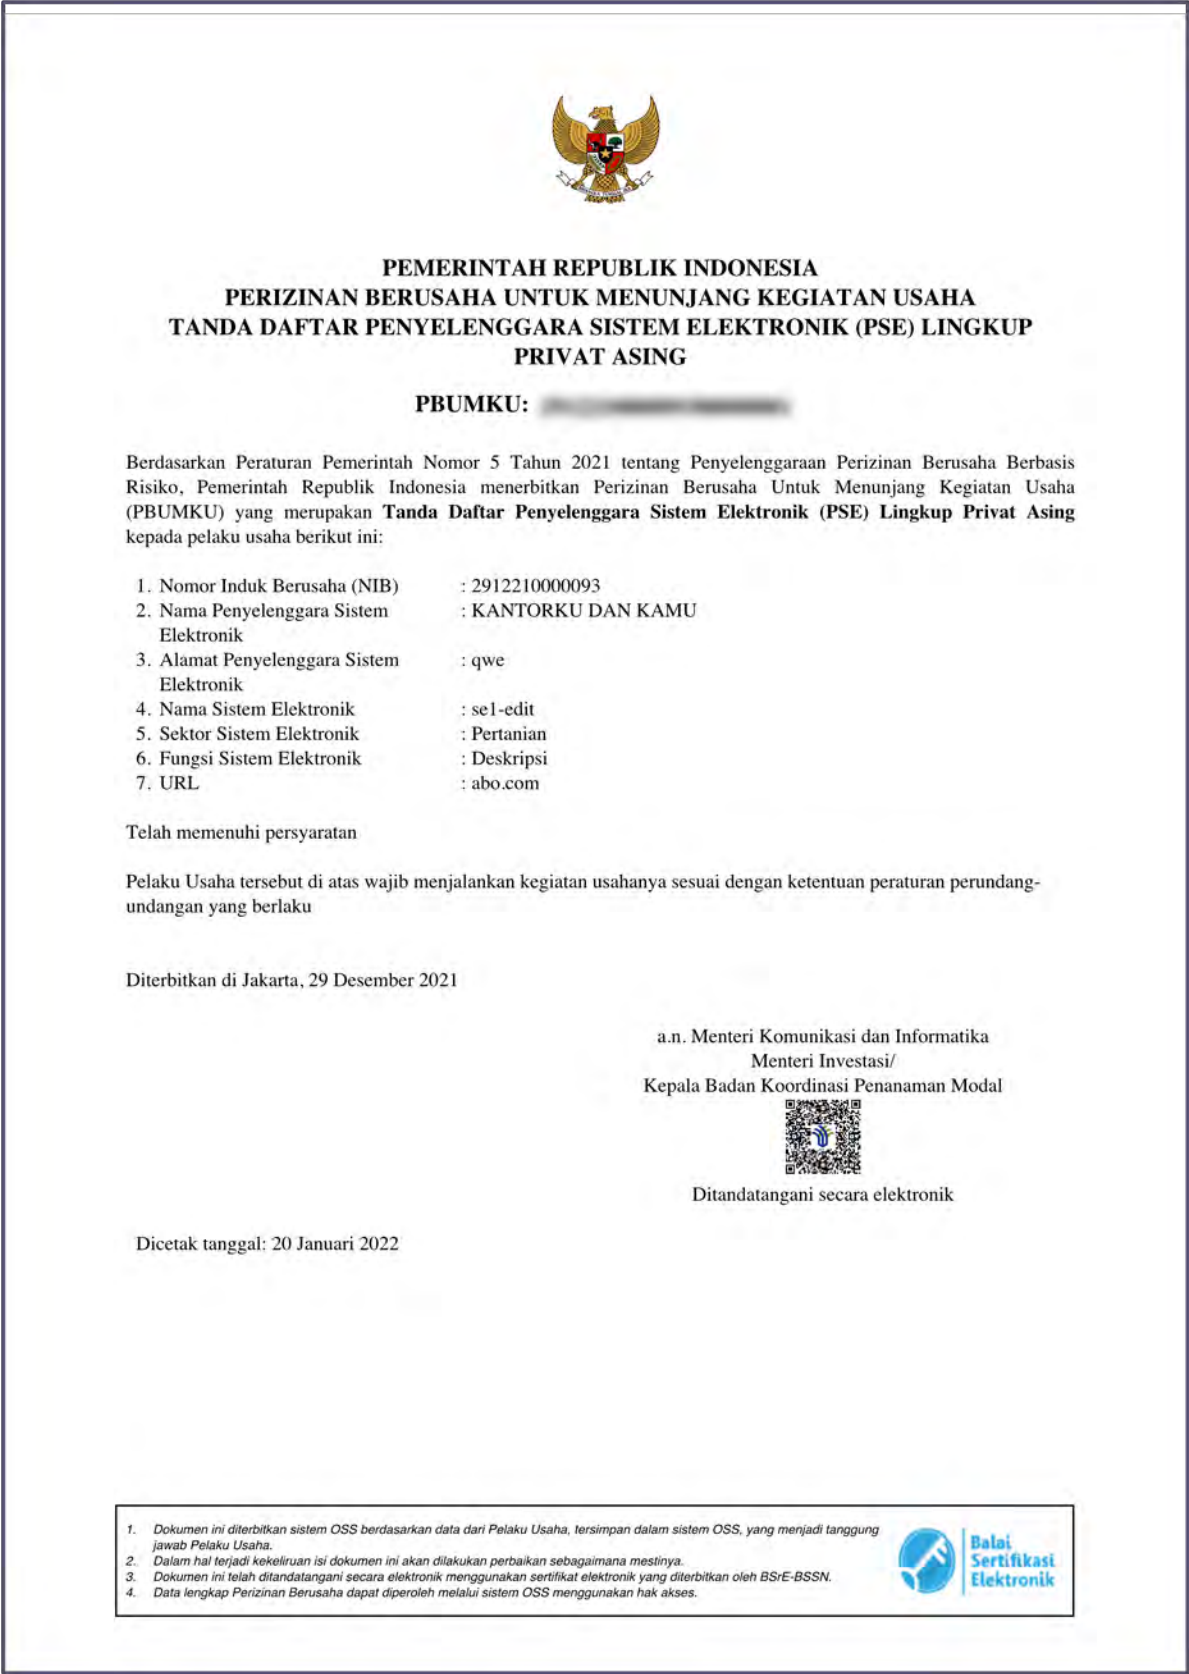 PEMERINTAH REPUBLIK INDONESIA
PERIZINAN BERUSAHA UNTUK MENUNJANG KEGIATAN USAHA
TANDA DAFTAR PENYELENGGARA SISTEM ELEKTRONIK (PSE) LINGKUP
PRIVAT ASING
PBUMKU:
Berdasarkan Peraturan Pemerintah Nomor 5 Tahun 2021 tentang Penyelenggaraan Perizinan Berusaha Berbasis
Risiko, Pemerintah Republik Indonesia menerbitkan Perizinan Berusaha Untuk Menunjang Kegiatan Usaha
(PBUMKU) yang merupakan Tanda Daftar Penyelenggara Sistem Elektronik (PSE) Lingkup Privat Asing
kepada pelaku usaha berikut ini:
1. Nomor Induk Berusaha (NIB) : 2912210000093
2. Nama Penyelenggara Sistem : KANTORKU DAN KAMU
Elektronik
3. Alamat Penyelenggara Sistem : qwe
Elektronik
4. Nama Sistem Elektronik : se1-edit
5. Sektor Sistem Elektronik : Pertanian
6. Fungsi Sistem Elektronik : Deskripsi
7. URL : abo.com
Telah memenuhi persyaratan
Pelaku Usaha tersebut di atas wajib menjalankan kegiatan usahanya sesuai dengan ketentuan peraturan perundang-
undangan yang berlaku
Diterbitkan di Jakarta, 29 Desember 2021
a.n. Menteri Komunikasi dan Informatika
Menteri Investasi/
Kepala Badan Koordinasi Penanaman Modal
Ditandatangani secara elektronik
Dicetak tanggal: 20 Januari 2022
1. Dokumen ini diterbitkan sistem OSS berdasarkan data dari Pelaku Usaha, tersimpan dalam sistem OSS, yang menjadi tanggung
jawab Pelaku Usaha.
2. Dalam hal terjadi kekeliruan isi dokumen ini akan dilakukan perbaikan sebagaimana mestinya.
3. Dokumen ini telah ditandatangani secara elektronik menggunakan sertifikat elektronik yang diterbitkan oleh BSrE-BSSN.
4. Data lengkap Perizinan Berusaha dapat diperoleh melalui sistem OSS menggunakan hak akses.
Balai
Sertifikasi
Elektronik